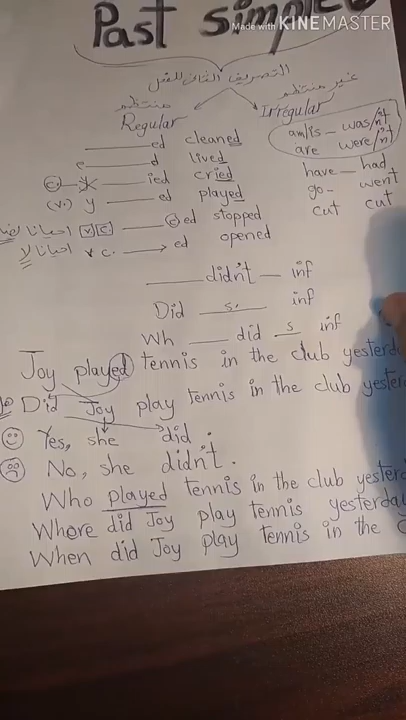 Past simple
Made with KINEMASTER
التصريف الثانى للفعل
منتظم غير منتظم
Regular Irregular
ed cleaned am/is – was/n't
e d lived are were/n't
c y ied cried have – had
(v.) y ed played go – went
احيانا V C c ed stopped cut cut
احيانا لا v c. → ed opened
didn't inf
Did s. inf
Wh did s inf
Joy played tennis in the club
Did Joy play tennis in the club
Yes, she did.
No, she didn't.
Who played tennis in the club
Where did Joy play tennis
When did Joy play tennis in the